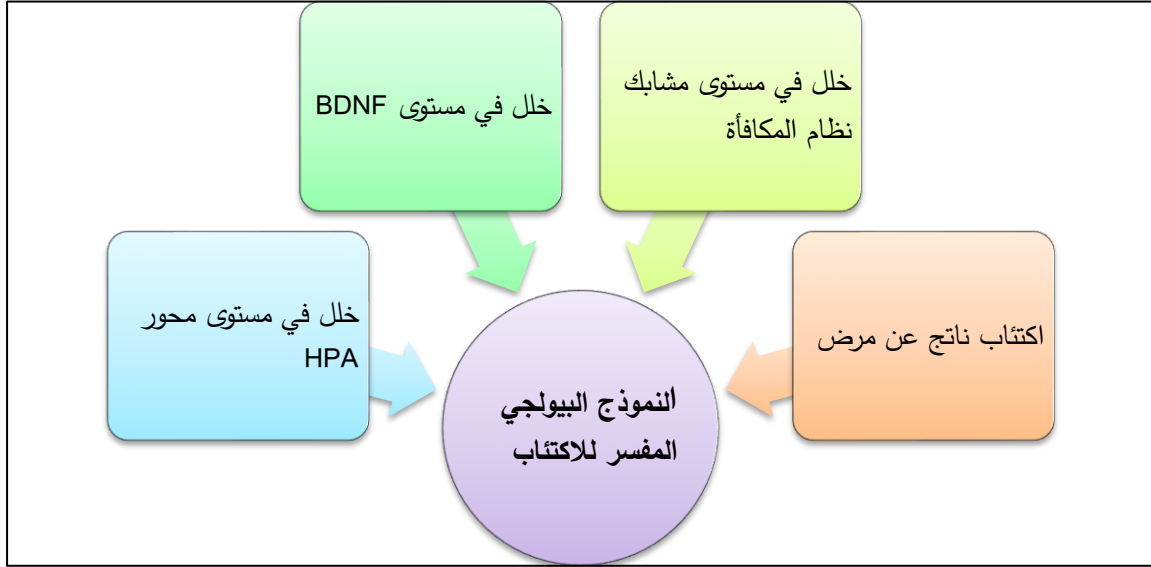 خلل في مستوى مشابك
نظام المكافأة
خلل في مستوى BDNF
اكتئاب ناتج عن مرض
خلل في مستوى محور
HPA
النموذج البيولجي
المفسر للاكتئاب